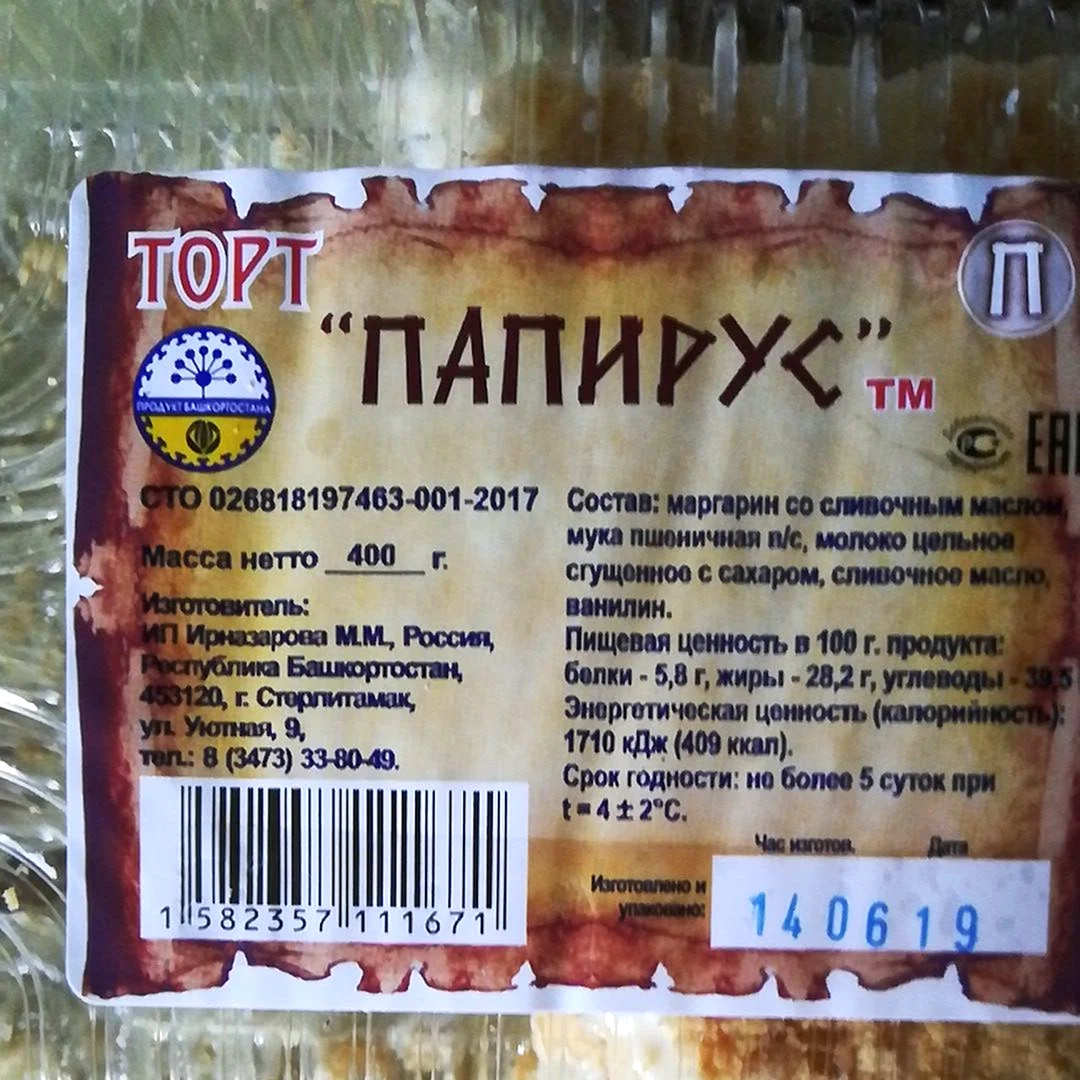 ТОРТ
П
"ПАПИРУС" ТМ
ПРОДУКТ БАШКОРТОСТАНА
СТО 026818197463-001-2017
Масса нетто 400 г.
Изготовитель:
ИП Ирназарова М.М., Россия,
Республика Башкортостан,
453120, г. Стерлитамак,
ул. Уютная, 9,
тел.: 8 (3473) 33-80-49.
1 582357 111671
Состав: маргарин со сливочным маслом,
мука пшеничная п/с, молоко цельное
сгущенное с сахаром, сливочное масло,
ванилин.
Пищевая ценность в 100 г. продукта:
белки - 5,8 г, жиры - 28,2 г, углеводы - 39,5
Энергетическая ценность (калорийность):
1710 кДж (409 ккал).
Срок годности: не более 5 суток при
t = 4 ± 2°С.
Час изготов. Дата
Изготовлено и
упаковано:
140619